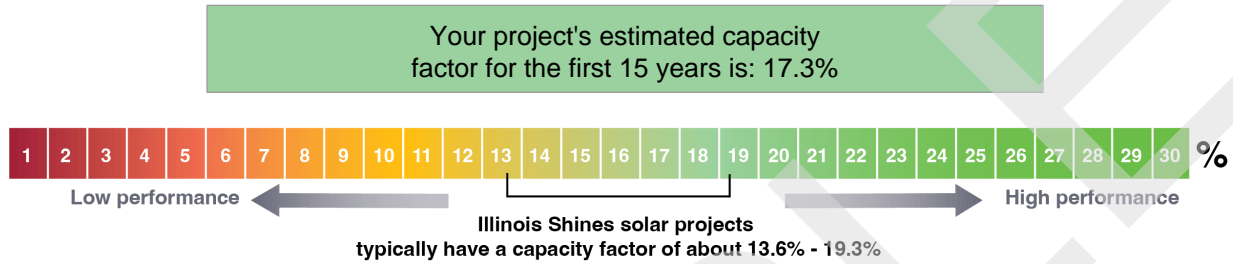 Your project's estimated capacity
factor for the first 15 years is: 17.3%
1 2 3 4 5 6 7 8 9 10 11 12 13 14 15 16 17 18 19 20 21 22 23 24 25 26 27 28 29 30 %
Low performance High performance
Illinois Shines solar projects
typically have a capacity factor of about 13.6% - 19.3%